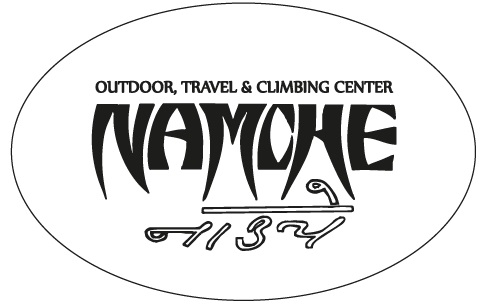 OUTDOOR, TRAVEL & CLIMBING CENTER
NAMCHE